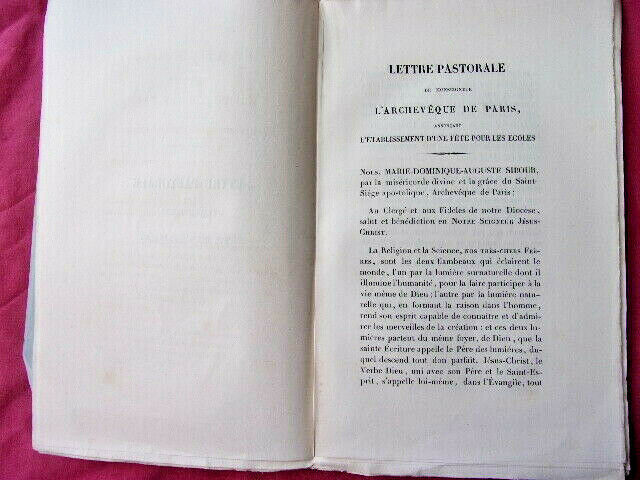 LETTRE PASTORALE
DE MONSEIGNEUR
L'ARCHEVÊQUE DE PARIS,
ANNONÇANT
L'ÉTABLISSEMENT D'UNE FÊTE POUR LES ÉCOLES
Nous, MARIE-DOMINIQUE-AUGUSTE SIBOUR,
par la miséricorde divine et la grâce du Saint-
Siége apostolique, Archevêque de Paris;
Au Clergé et aux Fidèles de notre Diocèse,
salut et bénédiction en Notre Seigneur Jésus-
Christ.
La Religion et la Science, nos très-chers Frè-
res, sont les deux flambeaux qui éclairent le
monde, l'un par la lumière surnaturelle dont il
illumine l'humanité, pour la faire participer à la
vie même de Dieu; l'autre par la lumière natu-
relle qui, en formant la raison dans l'homme,
rend son esprit capable de connaître et d'admi-
rer les merveilles de la création: et ces deux lu-
mières partent du même foyer, de Dieu, que la
sainte Écriture appelle le Père des lumières, du-
quel descend tout don parfait. Jésus-Christ, le
Verbe Dieu, uni avec son Père et le Saint-Es-
prit, s'appelle lui-même, dans l'Évangile, tout